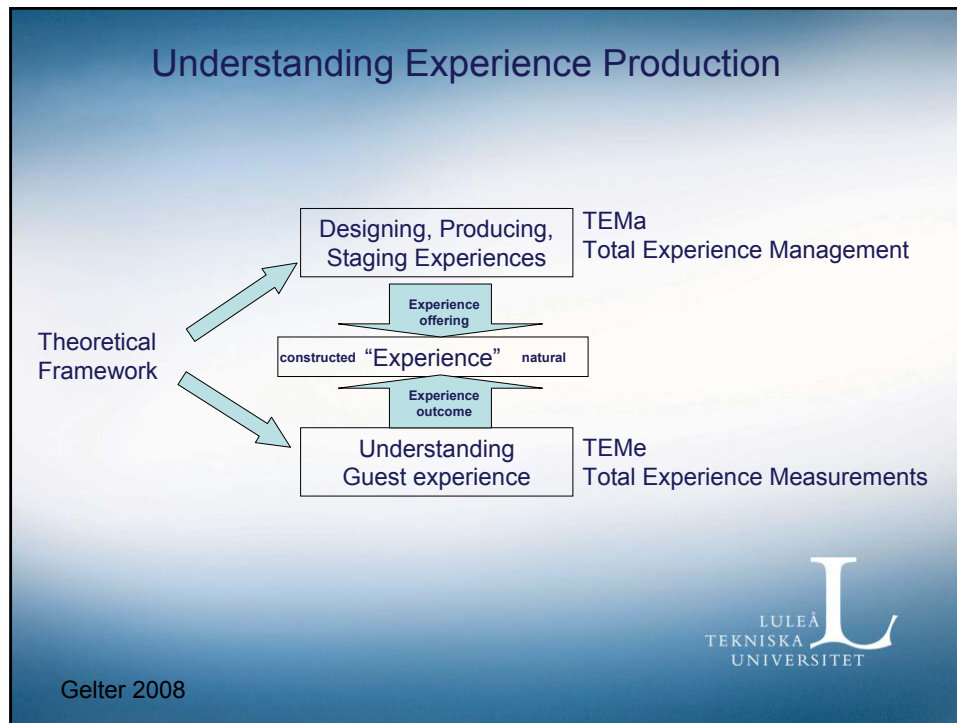 Understanding Experience Production
Designing, Producing,
Staging Experiences
TEMa
Total Experience Management
Experience
offering
Theoretical
Framework
constructed “Experience” natural
Experience
outcome
Understanding
Guest experience
TEMe
Total Experience Measurements
LULEÅ
TEKNISKA
UNIVERSITET
L
Gelter 2008